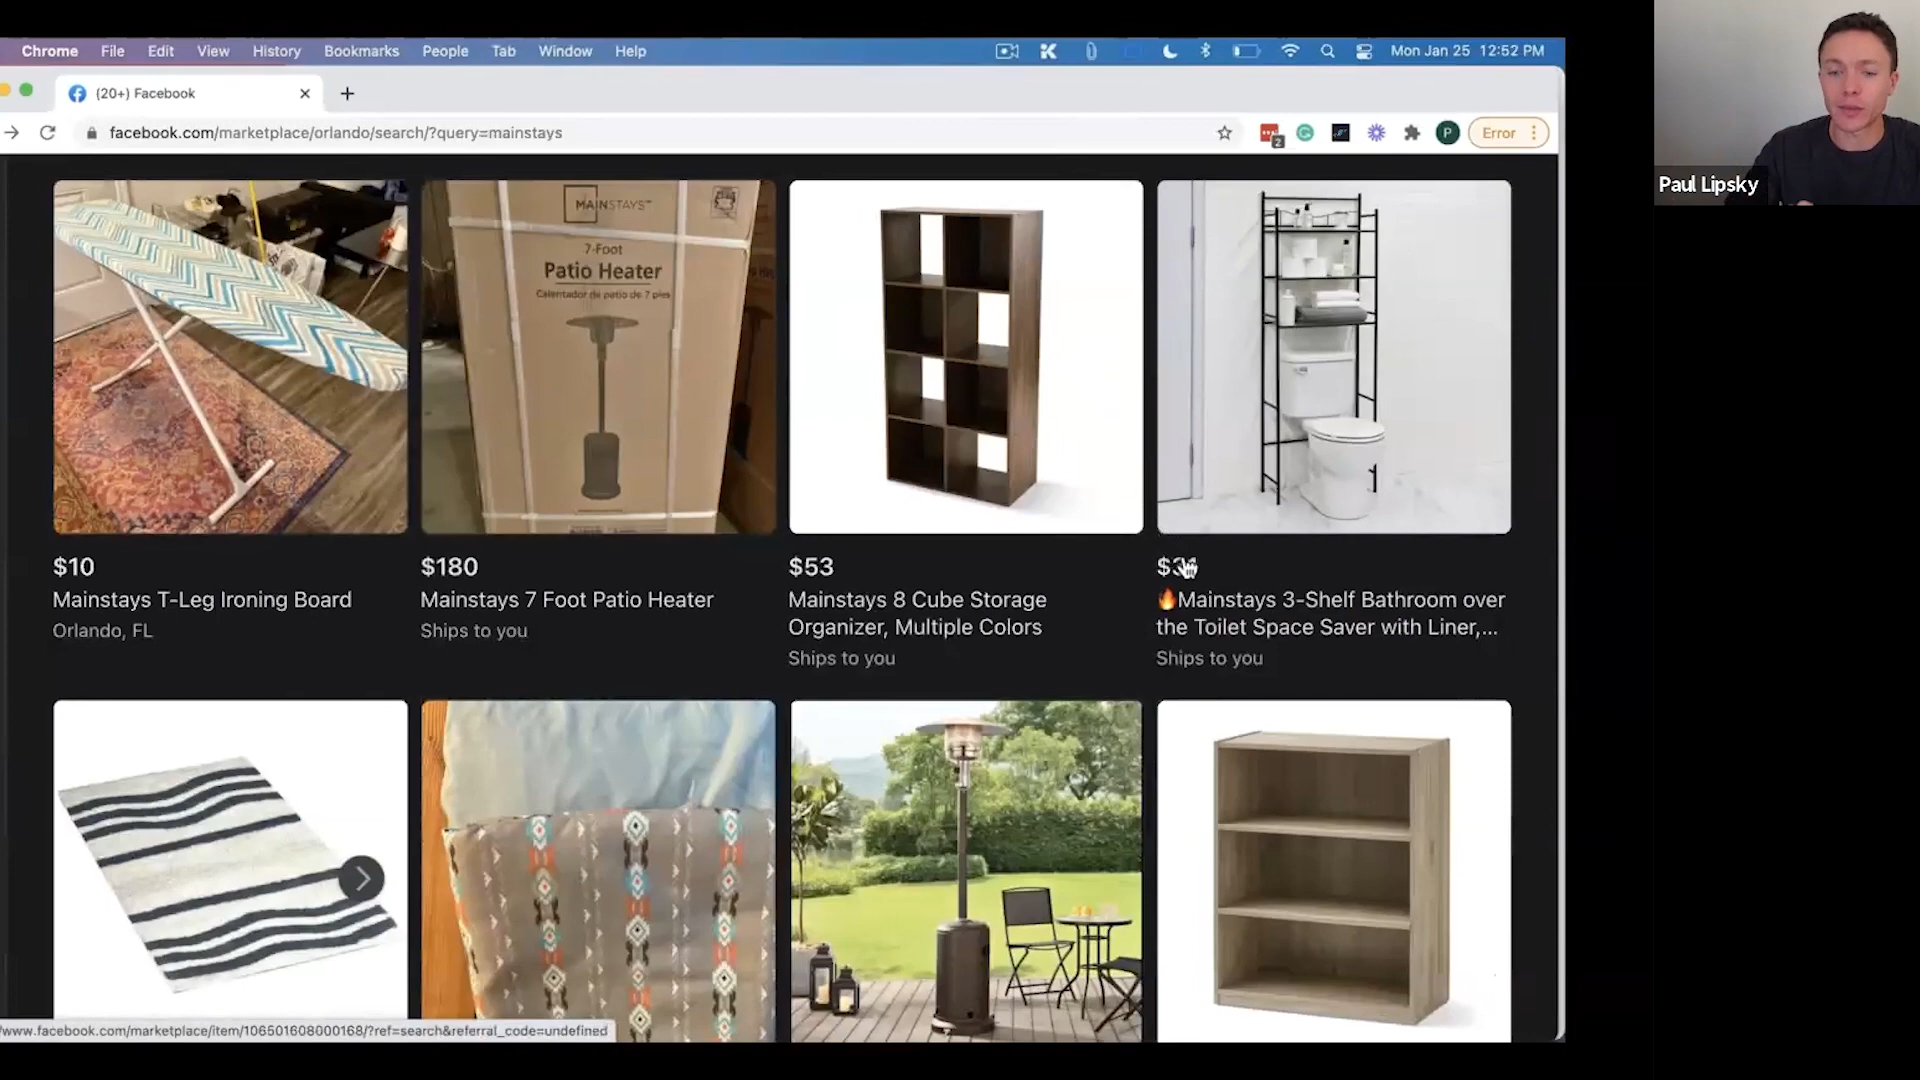 Chrome File Edit View History Bookmarks People Tab Window Help Mon Jan 25 12:52 PM
(20+) Facebook
facebook.com/marketplace/orlando/search/?query=mainstays
2 P Error
Paul Lipsky
MAINSTAYS
7-Foot
Patio Heater
Calentador de patio de 7 pies
$10
Mainstays T-Leg Ironing Board
Orlando, FL
$180
Mainstays 7 Foot Patio Heater
Ships to you
$53
Mainstays 8 Cube Storage
Organizer, Multiple Colors
Ships to you
🔥Mainstays 3-Shelf Bathroom over
the Toilet Space Saver with Liner,...
Ships to you
/www.facebook.com/marketplace/item/106501608000168/?ref=search&referral_code=undefined